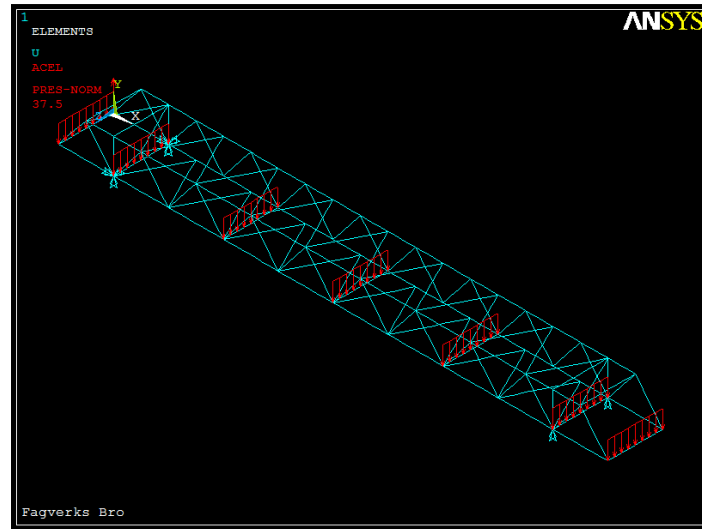 1
ANSYS
ELEMENTS
U
ACEL
PRES-NORM
37.5
Y
Z
X
Fagverks Bro